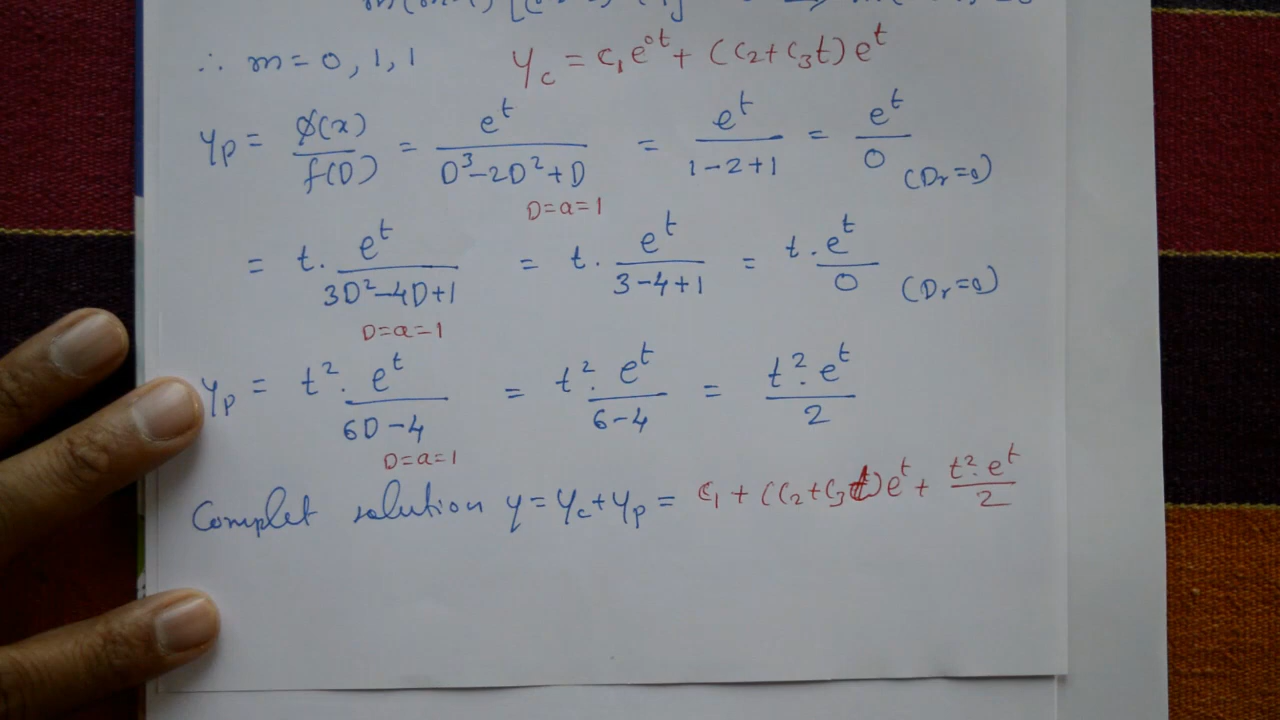 ∴ m = 0, 1, 1 y_c = c₁e^{0t} + (c₂+c₃t)e^t
y_p = φ(x)/f(D) = e^t/(D³-2D²+D) = e^t/(1-2+1) = e^t/0 (Dr=0)
D=a=1
= t. e^t/(3D²-4D+1) = t. e^t/(3-4+1) = t.e^t/0 (Dr=0)
D=a=1
y_p = t². e^t/(6D-4) = t². e^t/(6-4) = t².e^t/2
D=a=1
Complet solution y = y_c+y_p = c₁ + (c₂+c₃t)e^t + t².e^t/2